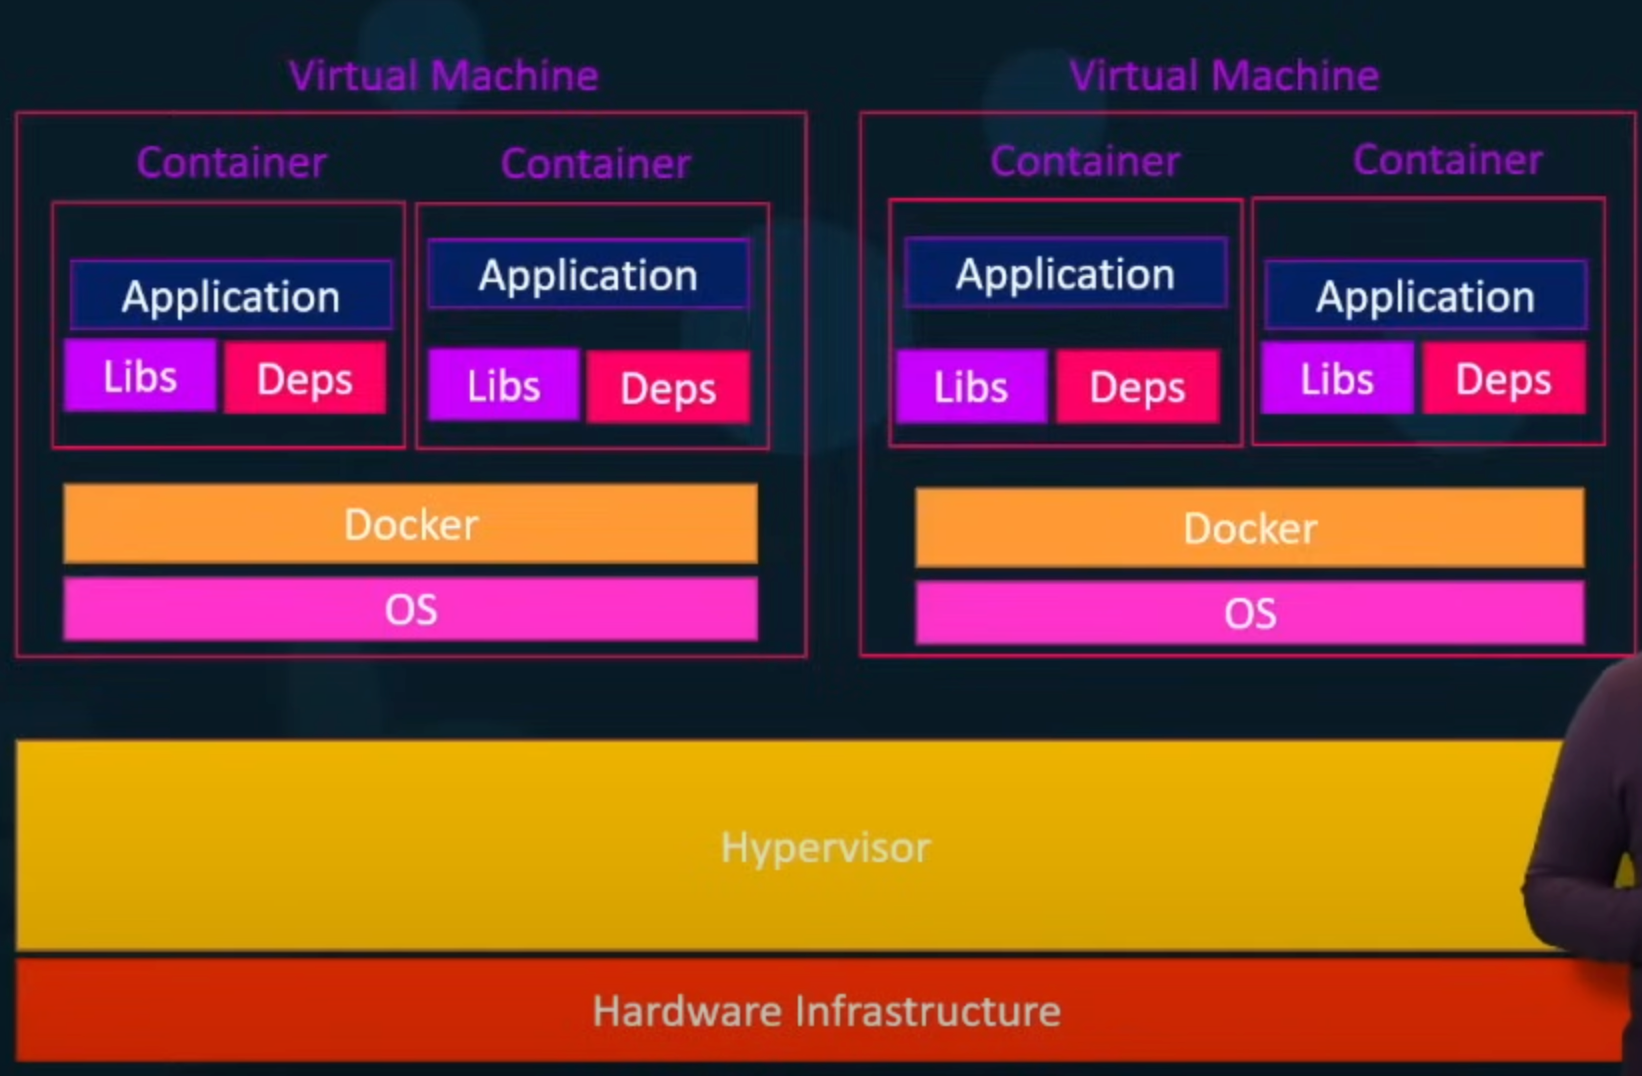 Virtual Machine
Virtual Machine
Container
Container
Container
Container
Application
Application
Application
Application
Libs
Deps
Libs
Deps
Libs
Deps
Libs
Deps
Docker
Docker
OS
OS
Hypervisor
Hardware Infrastructure